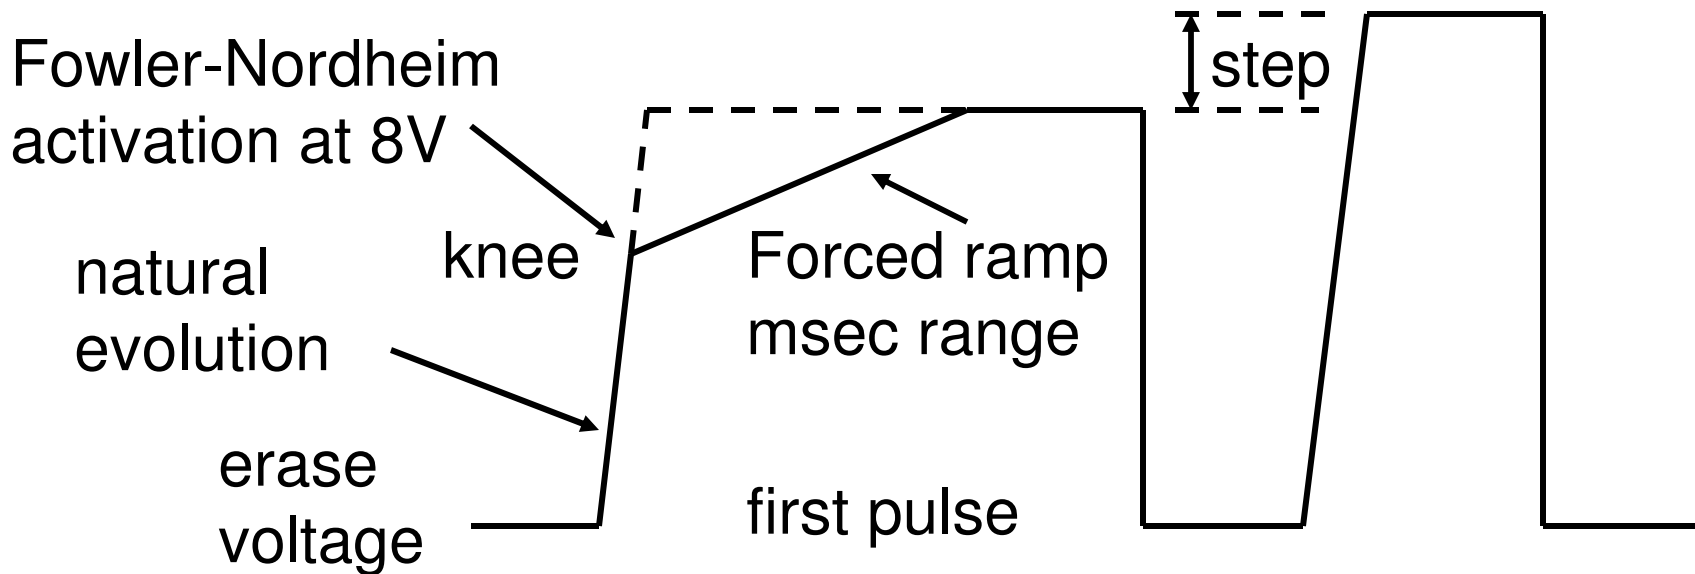 Fowler-Nordheim
activation at 8V
step
natural
evolution
knee
Forced ramp
msec range
erase
voltage
first pulse